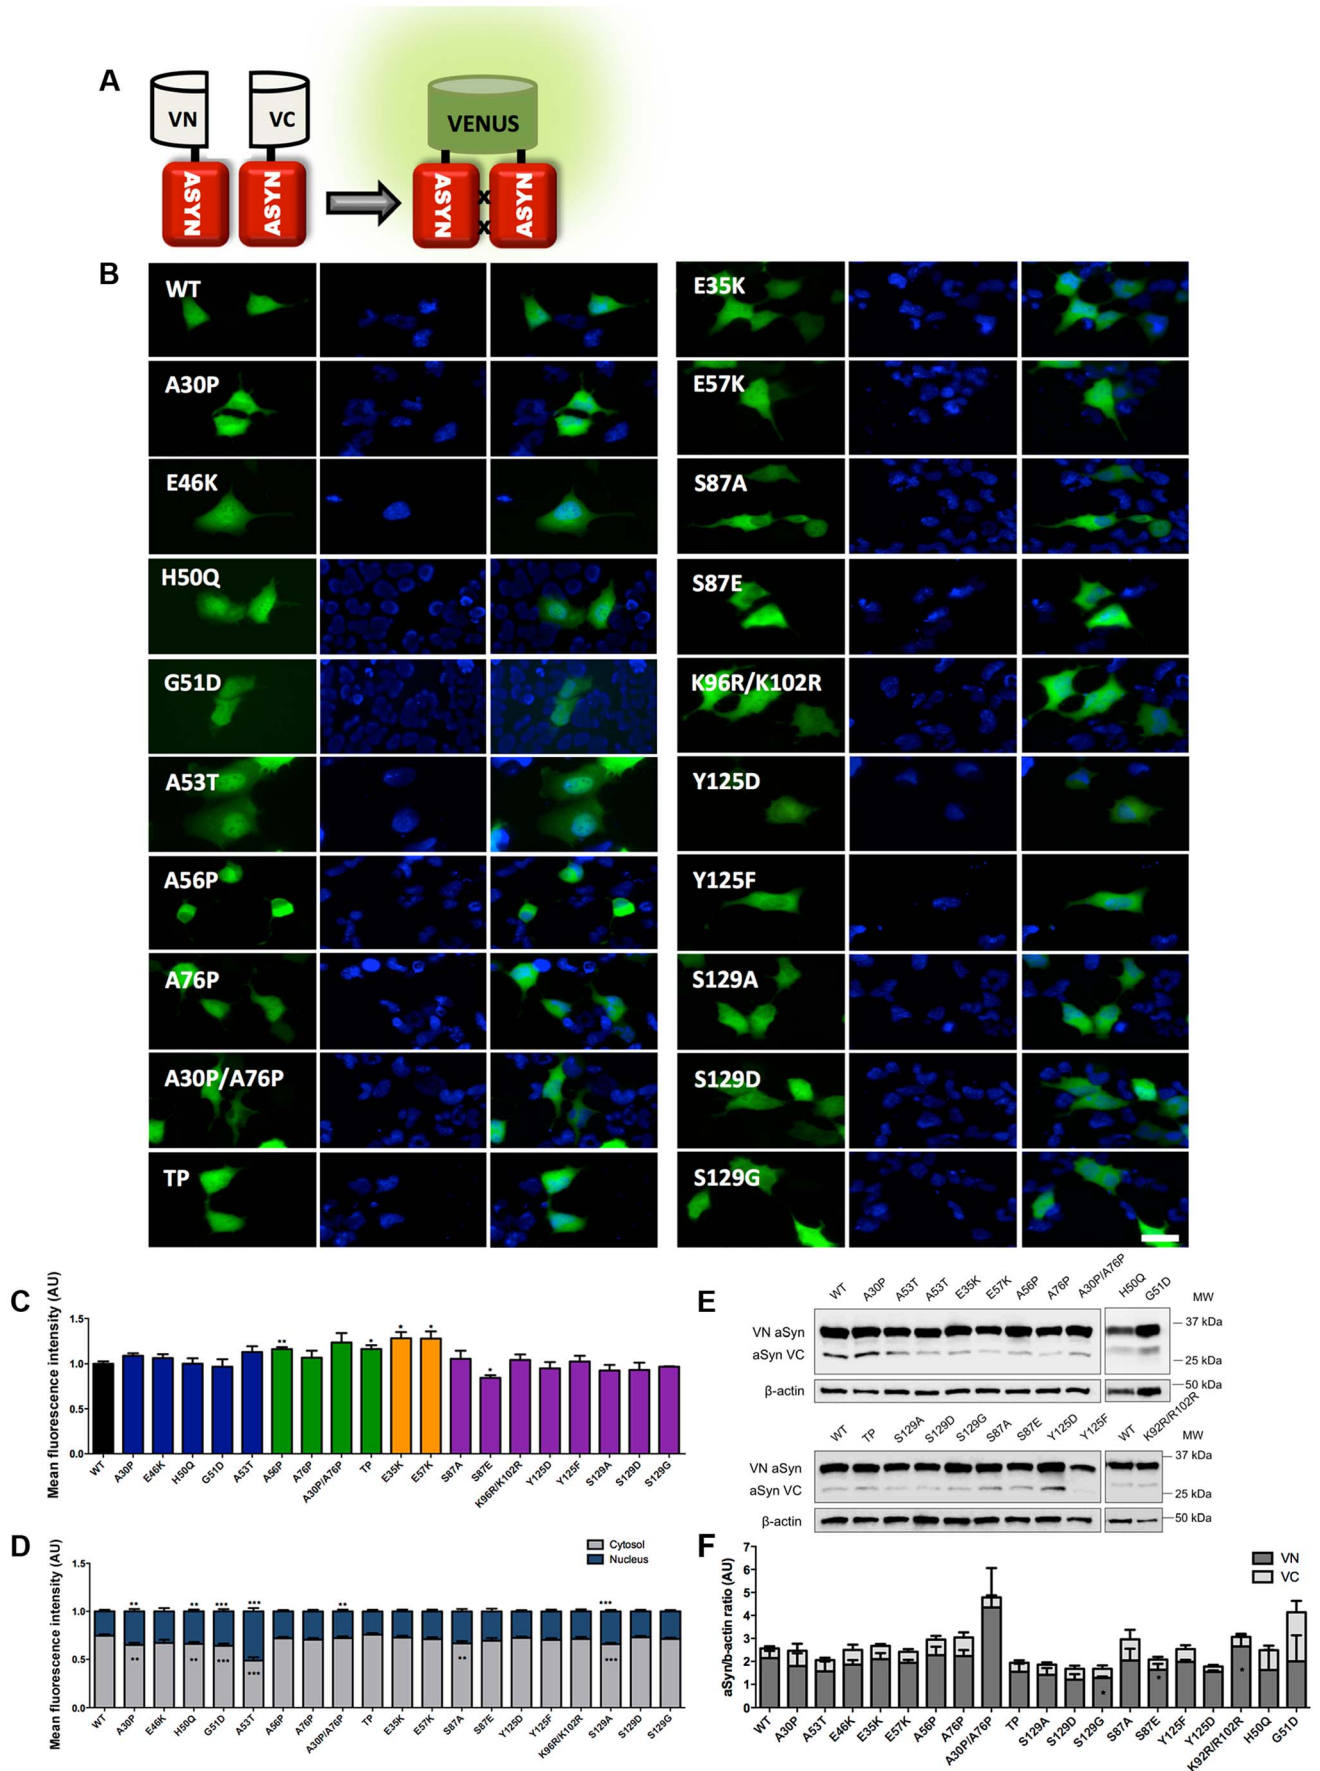 A
VN
VC
VENUS
ASYN
ASYN
ASYN
x
x
ASYN
B
WT
A30P
E46K
H50Q
G51D
A53T
A56P
A76P
A30P/A76P
TP
E35K
E57K
S87A
S87E
K96R/K102R
Y125D
Y125F
S129A
S129D
S129G
C
Mean fluorescence intensity (AU)
1.5
1.0
0.5
0.0
** * * * *
WT A30P E46K H50Q G51D A53T A56P A76P A30P/A76P TP E35K E57K S87A S87E K96R/K102R Y125D Y125F S129A S129D S129G
D
Mean fluorescence intensity (AU)
Cytosol
Nucleus
1.5
1.0
0.5
0.0
** ** *** *** ** ***
** ** *** *** ** ***
WT A30P E46K H50Q G51D A53T A56P A76P A30P/A76P TP E35K E57K S87A S87E Y125D Y125F K96R/K102R S129A S129D S129G
E
WT A30P A53T A53T E35K E57K A56P A76P A30P/A76P H50Q G51D MW
VN aSyn
aSyn VC
β-actin
37 kDa
25 kDa
50 kDa
WT TP S129A S129D S129G S87A S87E Y125D Y125F WT K92R/R102R MW
VN aSyn
aSyn VC
β-actin
37 kDa
25 kDa
50 kDa
F
aSyn/b-actin ratio (AU)
VN
VC
7
6
5
4
3
2
1
0
* * *
WT A30P A53T E46K E35K E57K A56P A76P A30P/A76P TP S129A S129D S129G S87A S87E Y125F Y125D K92R/R102R H50Q G51D